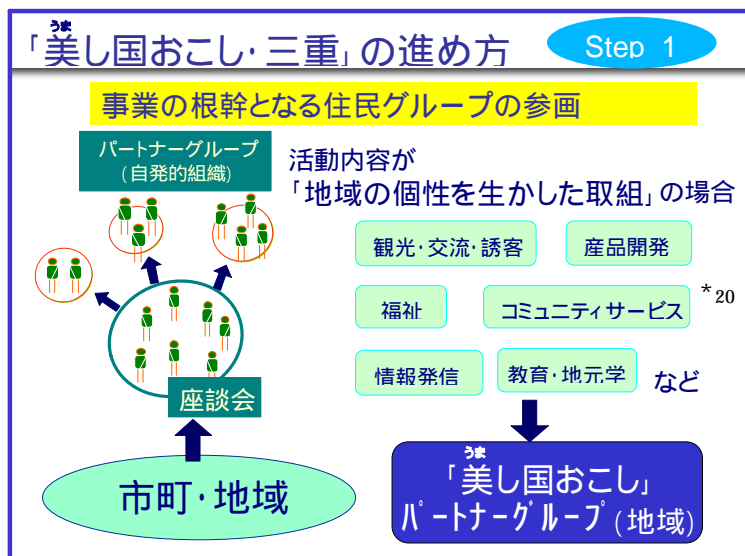 うま
「美し国おこし・三重」の進め方
Step 1
事業の根幹となる住民グループの参画
パートナーグループ
(自発的組織)
活動内容が
「地域の個性を生かした取組」の場合
観光・交流・誘客
産品開発
福祉
コミュニティサービス
*20
情報発信
教育・地元学
など
座談会
市町・地域
うま
「美し国おこし」
パートナーグループ(地域)